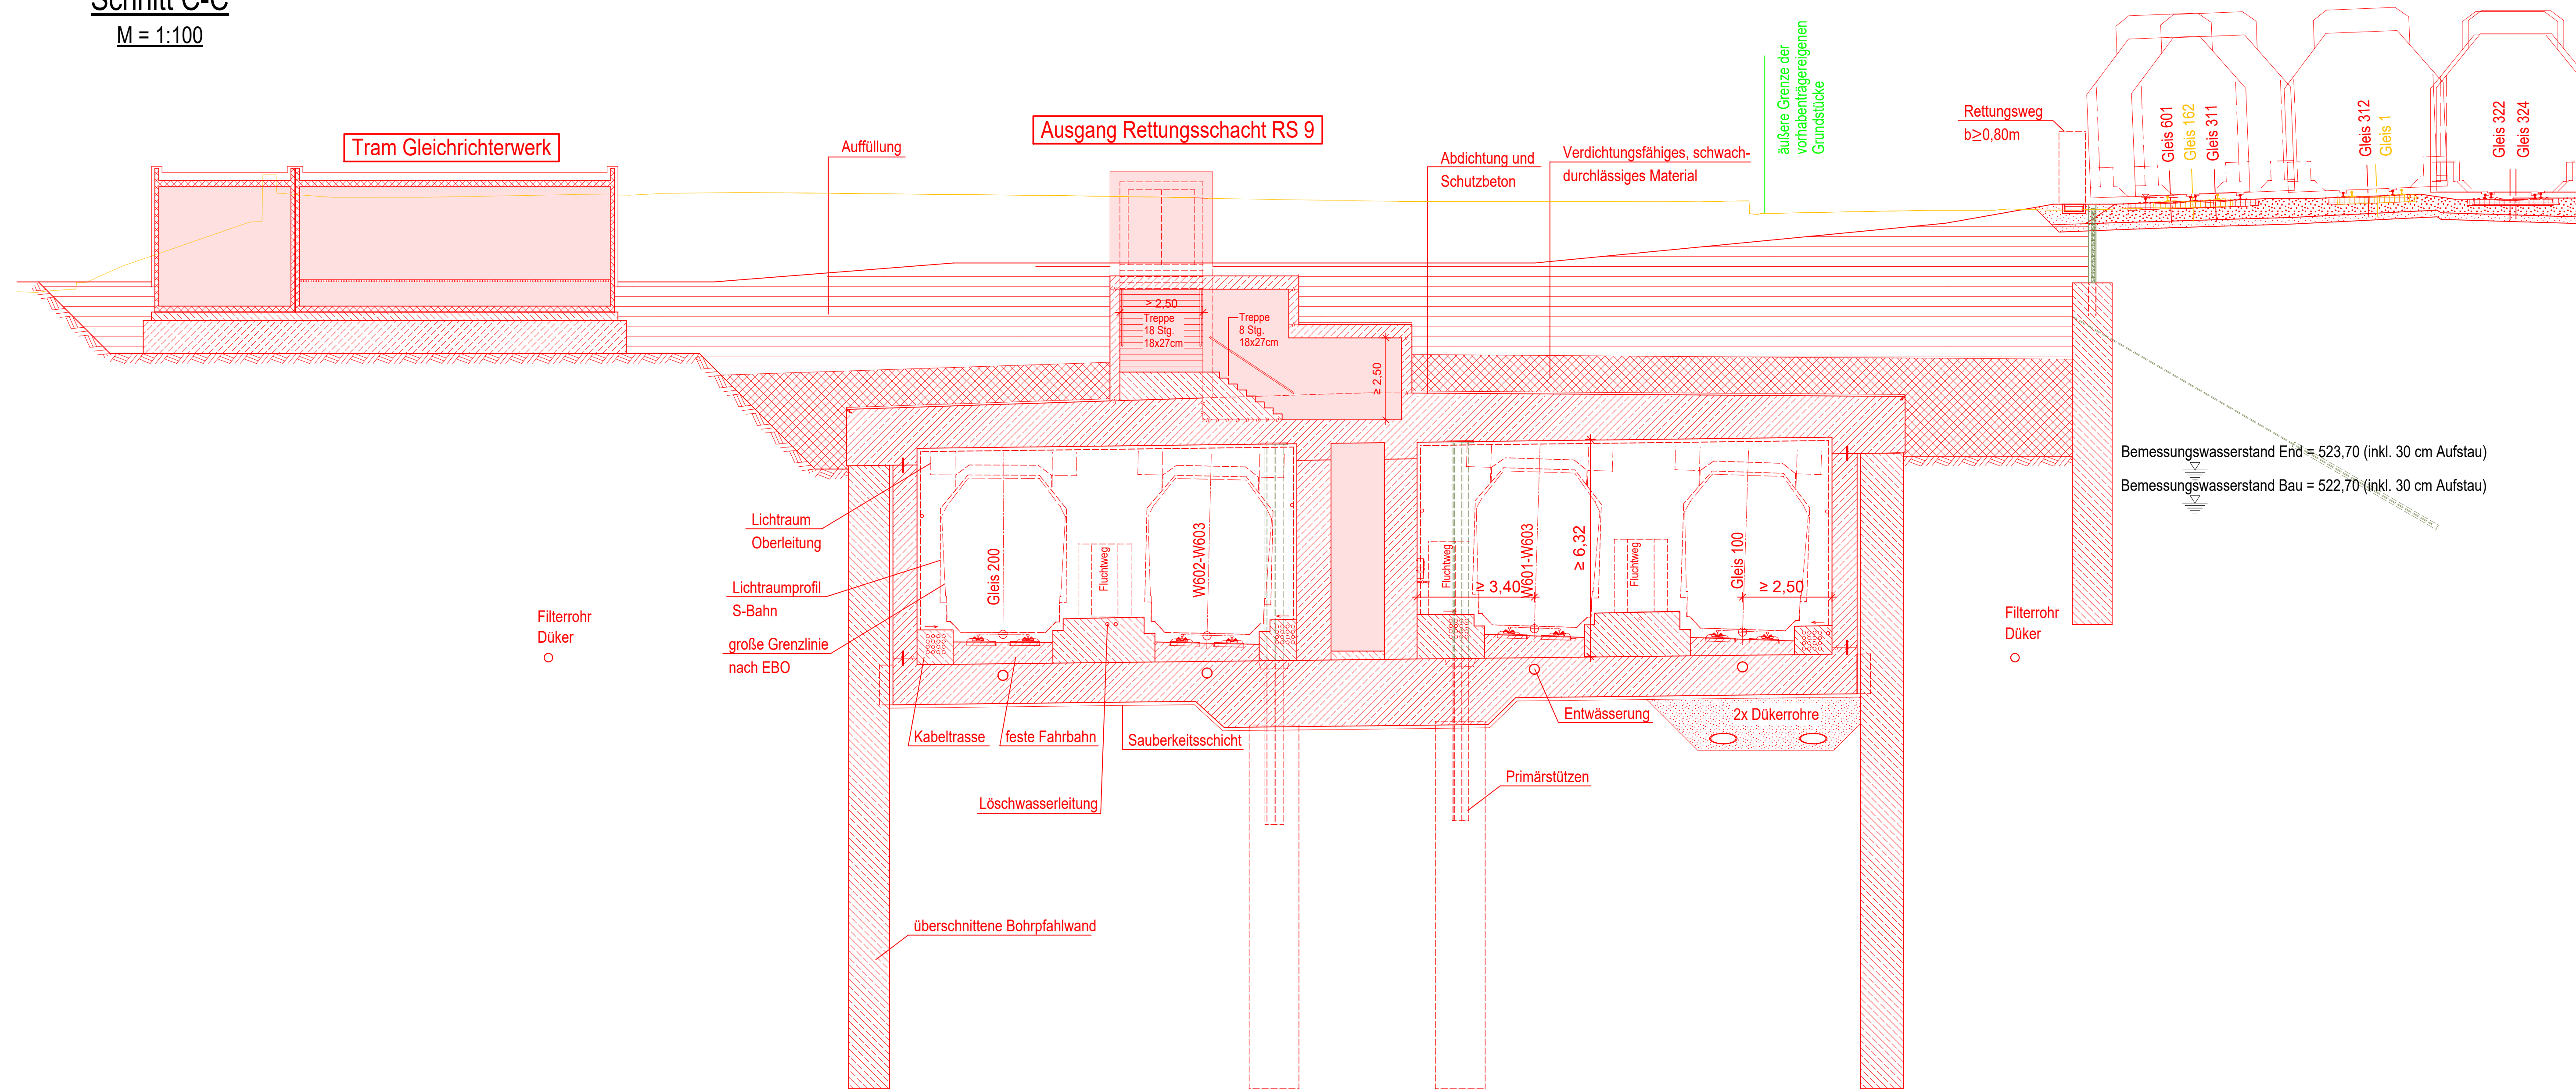 Schnitt C-C
M = 1:100
Tram Gleichrichterwerk
Auffüllung
Ausgang Rettungsschacht RS 9
Abdichtung und
Schutzbeton
Verdichtungsfähiges, schwach-
durchlässiges Material
äußere Grenze der
vorhabenträgereigenen
Grundstücke
Rettungsweg
b≥0,80m
Gleis 601
Gleis 162
Gleis 311
Gleis 312
Gleis 1
Gleis 322
Gleis 324
≥ 2,50
Treppe
18 Stg.
18x27cm
Treppe
8 Stg.
18x27cm
≥ 2,50
Bemessungswasserstand End = 523,70 (inkl. 30 cm Aufstau)
Bemessungswasserstand Bau = 522,70 (inkl. 30 cm Aufstau)
Lichtraum
Oberleitung
Lichtraumprofil
S-Bahn
große Grenzlinie
nach EBO
Gleis 200
Fluchtweg
W602-W603
Fluchtweg
≥ 3,40
W601-W603
≥ 6,32
Fluchtweg
Gleis 100
≥ 2,50
Filterrohr
Düker
Filterrohr
Düker
Kabeltrasse
feste Fahrbahn
Sauberkeitsschicht
Entwässerung
2x Dükerrohre
Löschwasserleitung
Primärstützen
überschnittene Bohrpfahlwand